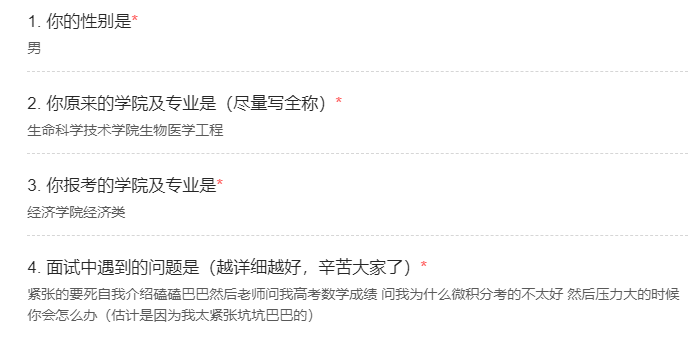 1. 你的性别是*
男
2. 你原来的学院及专业是（尽量写全称）*
生命科学技术学院生物医学工程
3. 你报考的学院及专业是*
经济学院经济类
4. 面试中遇到的问题是（越详细越好，辛苦大家了）*
紧张的要死自我介绍磕磕巴巴然后老师问我高考数学成绩 问我为什么微积分考的不太好 然后压力大的时候
你会怎么办（估计是因为我太紧张坑坑巴巴的）